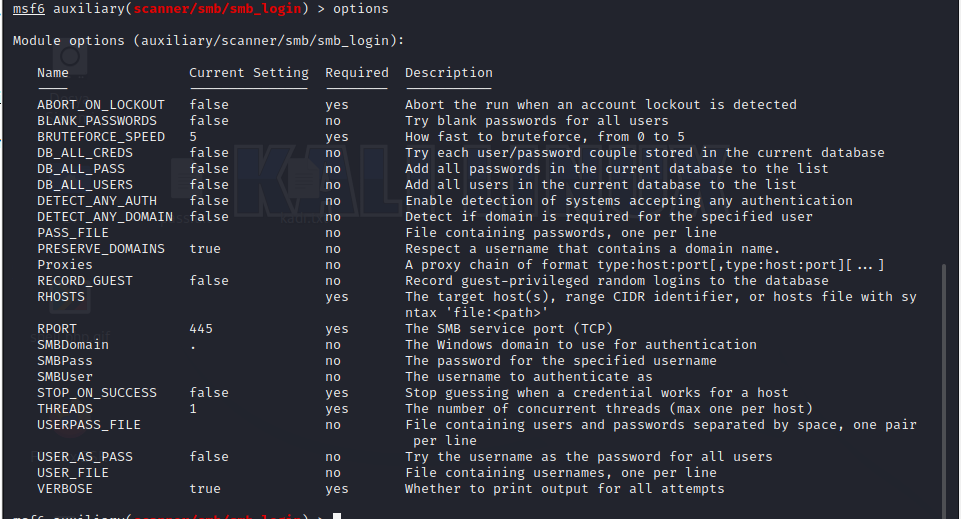 msf6 auxiliary(scanner/smb/smb_login) > options
Module options (auxiliary/scanner/smb/smb_login):
Name Current Setting Required Description
ABORT_ON_LOCKOUT false yes Abort the run when an account lockout is detected
BLANK_PASSWORDS false no Try blank passwords for all users
BRUTEFORCE_SPEED 5 yes How fast to bruteforce, from 0 to 5
DB_ALL_CREDS false no Try each user/password couple stored in the current database
DB_ALL_PASS false no Add all passwords in the current database to the list
DB_ALL_USERS false no Add all users in the current database to the list
DETECT_ANY_AUTH false no Enable detection of systems accepting any authentication
DETECT_ANY_DOMAIN false no Detect if domain is required for the specified user
PASS_FILE no File containing passwords, one per line
PRESERVE_DOMAINS true no Respect a username that contains a domain name.
Proxies no A proxy chain of format type:host:port[,type:host:port][...]
RECORD_GUEST false no Record guest-privileged random logins to the database
RHOSTS yes The target host(s), range CIDR identifier, or hosts file with sy
ntax 'file:<path>'
RPORT 445 yes The SMB service port (TCP)
SMBDomain . no The Windows domain to use for authentication
SMBPass no The password for the specified username
SMBUser no The username to authenticate as
STOP_ON_SUCCESS false yes Stop guessing when a credential works for a host
THREADS 1 yes The number of concurrent threads (max one per host)
USERPASS_FILE no File containing users and passwords separated by space, one pair
per line
USER_AS_PASS false no Try the username as the password for all users
USER_FILE no File containing usernames, one per line
VERBOSE true yes Whether to print output for all attempts
msf6 auxiliary(scanner/smb/smb_login) >